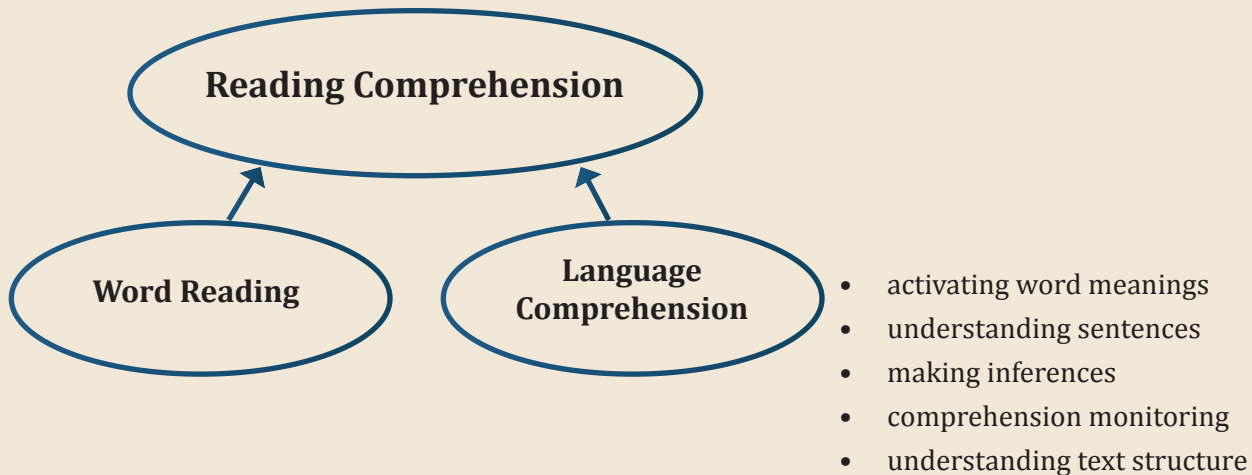 Reading Comprehension
Word Reading
Language
Comprehension
• activating word meanings
• understanding sentences
• making inferences
• comprehension monitoring
• understanding text structure